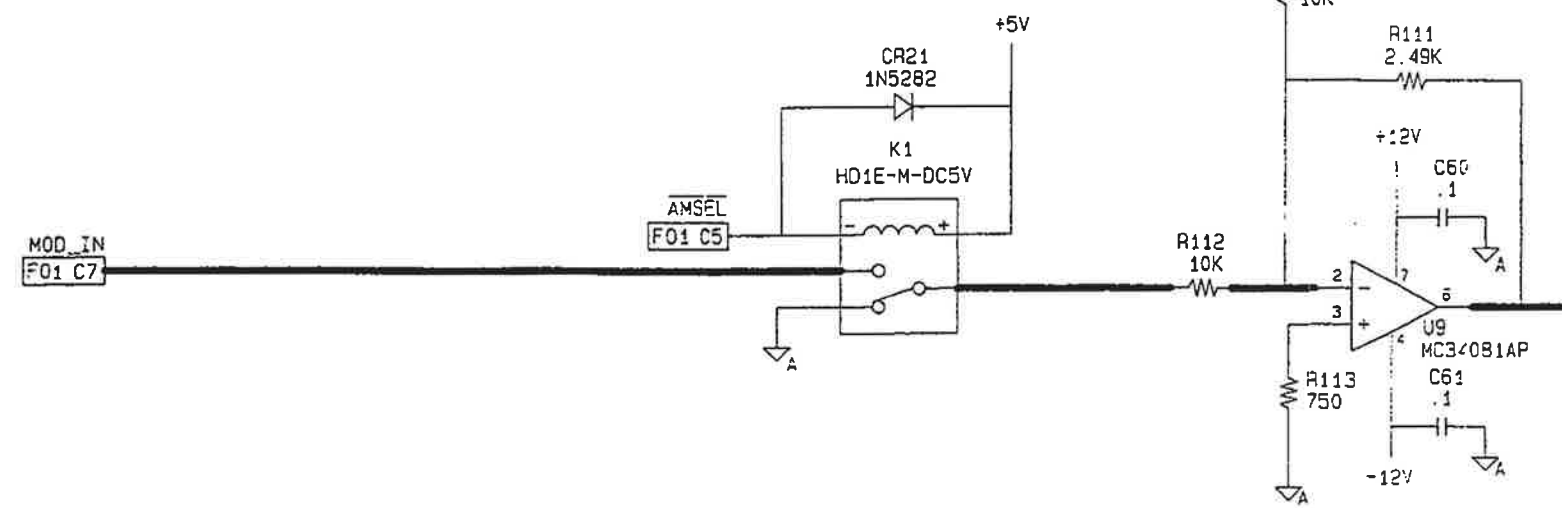 10K
+5V
R111
2.49K
CR21
1N5282
+12V
K1
HD1E-M-DC5V
C60
.1
AMSEL
F01 C5
- +
A
MOD_IN
F01 C7
R112
10K
2 -
7
6
3 +
4
U9
MC34081AP
A
R113
750
C61
.1
A
-12V
A